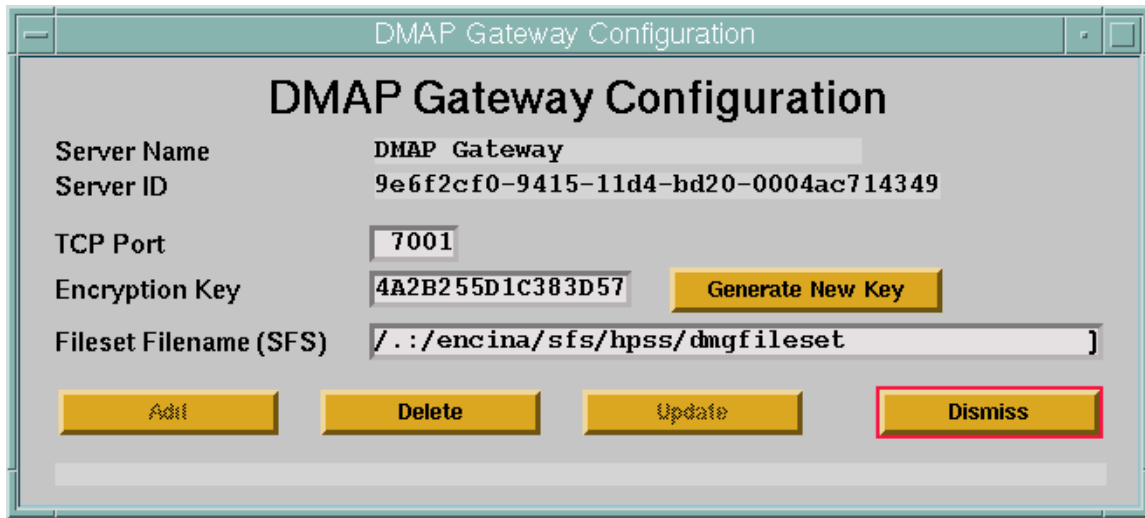 DMAP Gateway Configuration
DMAP Gateway Configuration
Server Name DMAP Gateway
Server ID 9e6f2cf0-9415-11d4-bd20-0004ac714349
TCP Port 7001
Encryption Key 4A2B255D1C383D57 Generate New Key
Fileset Filename (SFS) /.:/encina/sfs/hpss/dmgfileset ]
Add Delete Update Dismiss